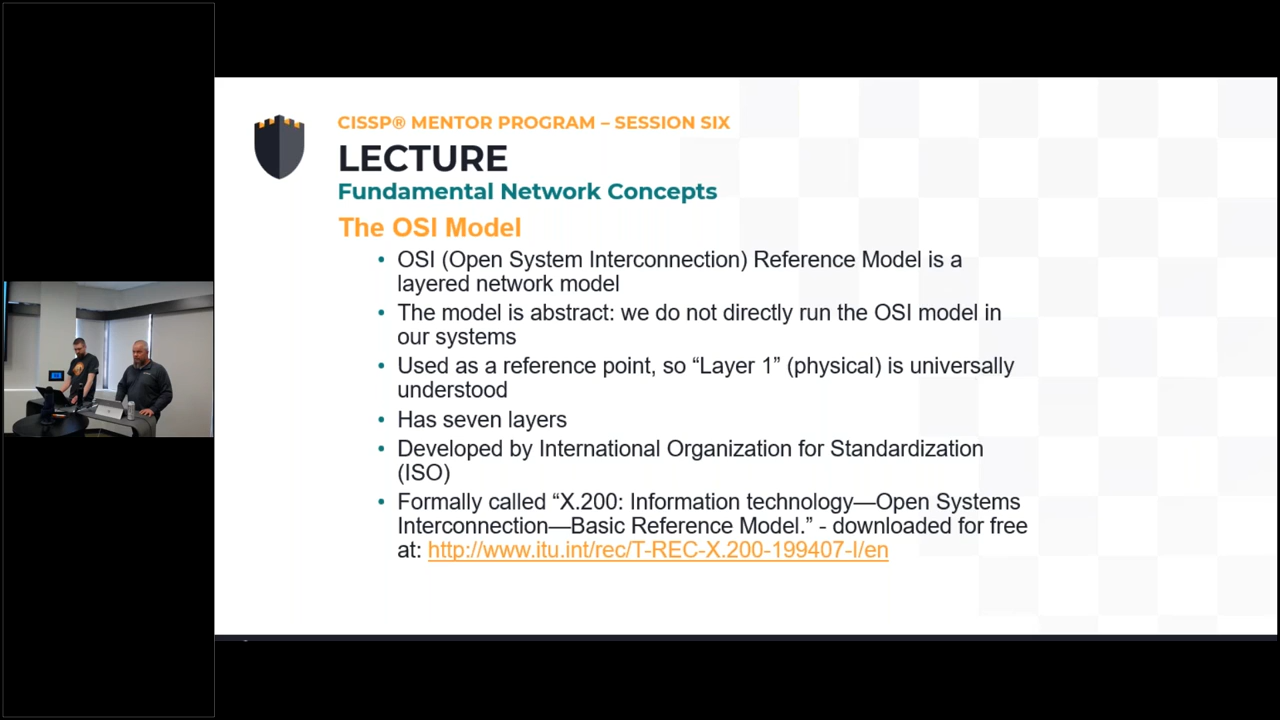 CISSP® MENTOR PROGRAM – SESSION SIX
LECTURE
Fundamental Network Concepts
The OSI Model
• OSI (Open System Interconnection) Reference Model is a
layered network model
• The model is abstract: we do not directly run the OSI model in
our systems
• Used as a reference point, so “Layer 1” (physical) is universally
understood
• Has seven layers
• Developed by International Organization for Standardization
(ISO)
• Formally called “X.200: Information technology—Open Systems
Interconnection—Basic Reference Model.” - downloaded for free
at: http://www.itu.int/rec/T-REC-X.200-199407-I/en